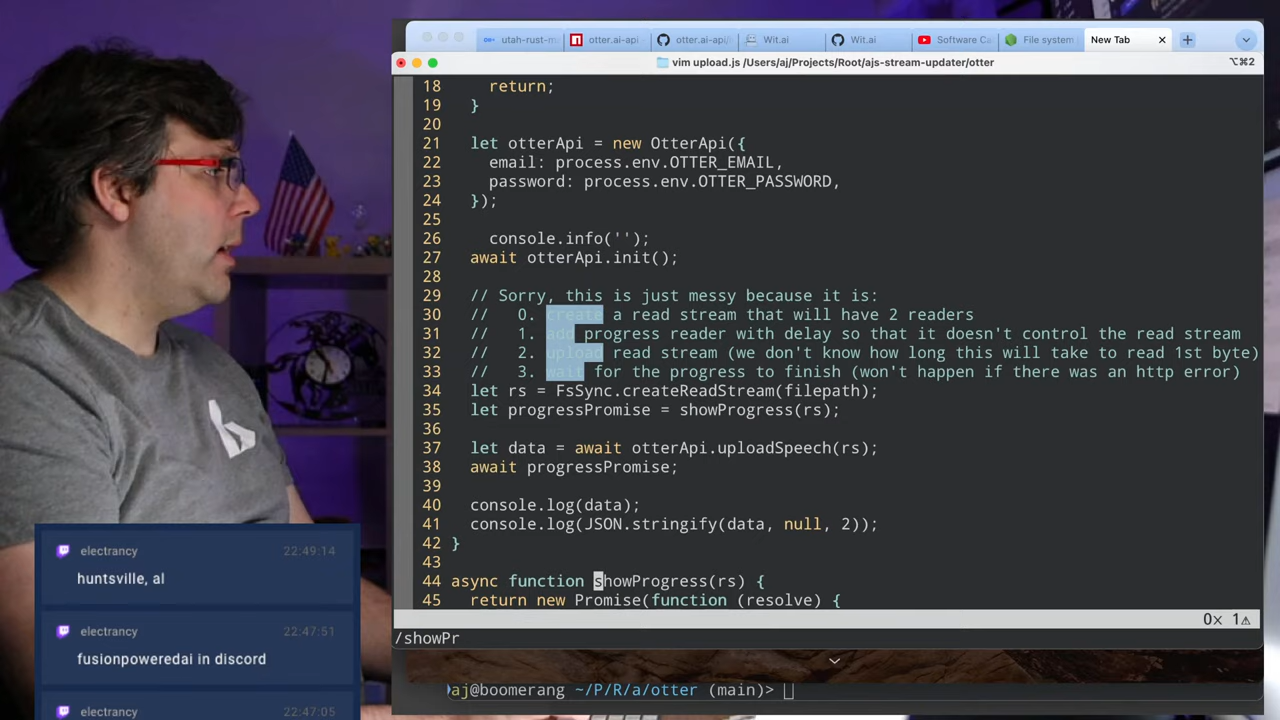 utah-rust-m
otter.ai-api-
otter.ai-api/
Wit.ai
Wit.ai
Software Ca
File system
New Tab
vim upload.js /Users/aj/Projects/Root/ajs-stream-updater/otter
⌥⌘2
18 return;
19 }
20
21 let otterApi = new OtterApi({
22 email: process.env.OTTER_EMAIL,
23 password: process.env.OTTER_PASSWORD,
24 });
25
26 console.info('');
27 await otterApi.init();
28
29 // Sorry, this is just messy because it is:
30 // 0. create a read stream that will have 2 readers
31 // 1. add progress reader with delay so that it doesn't control the read stream
32 // 2. upload read stream (we don't know how long this will take to read 1st byte)
33 // 3. wait for the progress to finish (won't happen if there was an http error)
34 let rs = FsSync.createReadStream(filepath);
35 let progressPromise = showProgress(rs);
36
37 let data = await otterApi.uploadSpeech(rs);
38 await progressPromise;
39
40 console.log(data);
41 console.log(JSON.stringify(data, null, 2));
42 }
43
44 async function showProgress(rs) {
45 return new Promise(function (resolve) {
0× 1⚠
/showPr
aj@boomerang ~/P/R/a/otter (main)>
electrancy 22:49:14
huntsville, al
electrancy 22:47:51
fusionpoweredai in discord
electrancy 22:47:05